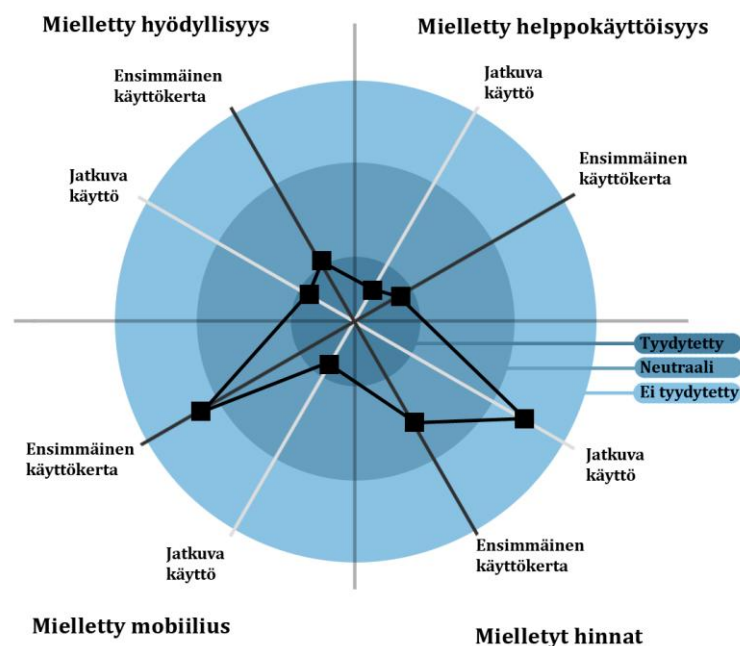 Mielletty hyödyllisyys
Mielletty helppokäyttöisyys
Ensimmäinen
käyttökerta
Jatkuva
käyttö
Jatkuva
käyttö
Ensimmäinen
käyttökerta
Tyydytetty
Neutraali
Ei tyydytetty
Ensimmäinen
käyttökerta
Jatkuva
käyttö
Jatkuva
käyttö
Ensimmäinen
käyttökerta
Mielletty mobiilius
Mielletyt hinnat